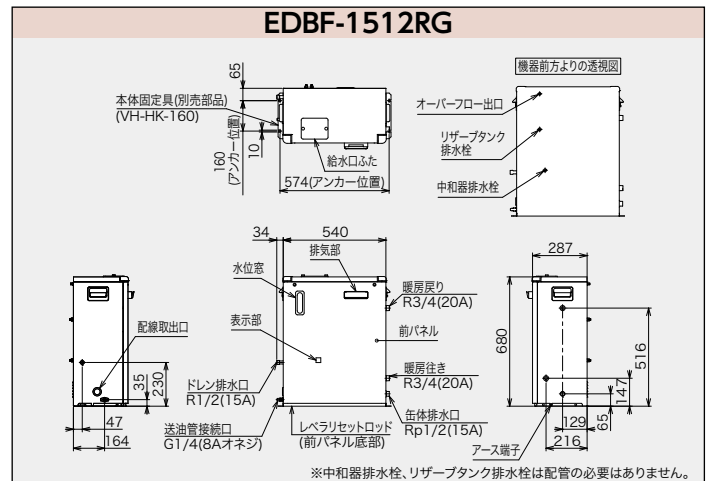 EDBF-1512RG
65
本体固定具(別売部品)
(VH-HK-160)
160
(アンカー位置)
10
給水口ふた
574(アンカー位置)
機器前方よりの透視図
オーバーフロー出口
リザーブタンク
排水栓
中和器排水栓
34
540
水位窓
排気部
暖房戻り
R3/4(20A)
前パネル
表示部
暖房往き
R3/4(20A)
ドレン排水口
R1/2(15A)
缶体排水口
Rp1/2(15A)
送油管接続口
G1/4(8Aオネジ)
レベラリセットロッド
(前パネル底部)
配線取出口
35
230
47
164
287
680
516
147
65
129
216
アース端子
※中和器排水栓、リザーブタンク排水栓は配管の必要はありません。